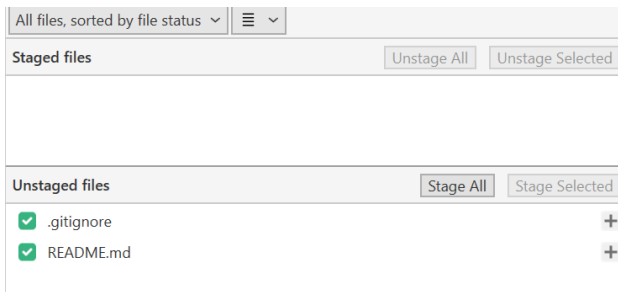 All files, sorted by file status
Staged files Unstage All Unstage Selected
Unstaged files Stage All Stage Selected
.gitignore
README.md